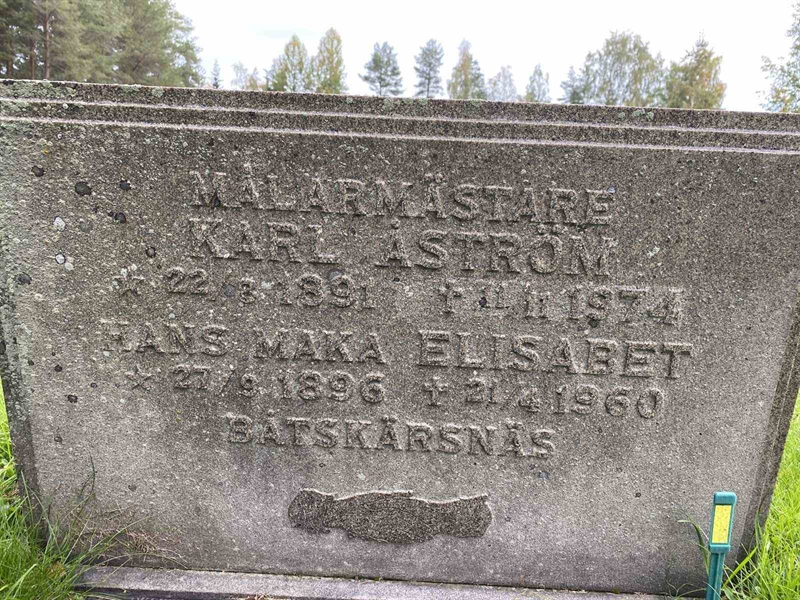 MÅLARMÄSTARE
KARL ÅSTRÖM
☆ 22/3 1891 ✝ 11/11 1974
HANS MAKA ELISABET
☆ 27/9 1896 ✝ 21/4 1960
BÅTSKÄRSNÄS